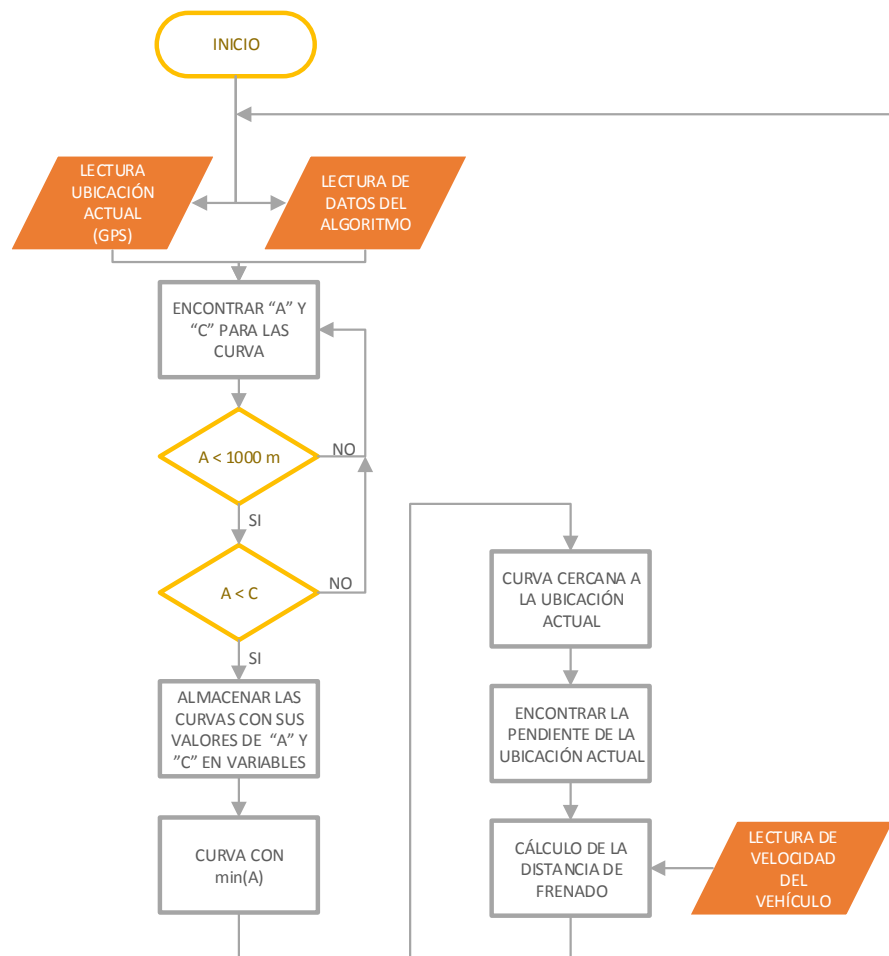 INICIO
LECTURA
UBICACIÓN
ACTUAL
(GPS)
LECTURA DE
DATOS DEL
ALGORITMO
ENCONTRAR “A” Y
“C” PARA LAS
CURVA
A < 1000 m
NO
SI
A < C
NO
SI
ALMACENAR LAS
CURVAS CON SUS
VALORES DE “A” Y
”C” EN VARIABLES
CURVA CON
min(A)
CURVA CERCANA A
LA UBICACIÓN
ACTUAL
ENCONTRAR LA
PENDIENTE DE LA
UBICACIÓN ACTUAL
CÁLCULO DE LA
DISTANCIA DE
FRENADO
LECTURA DE
VELOCIDAD
DEL
VEHÍCULO